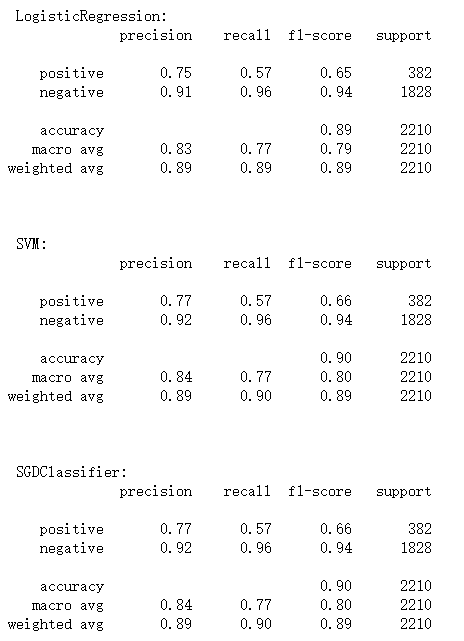 LogisticRegression:
precision recall f1-score support
positive 0.75 0.57 0.65 382
negative 0.91 0.96 0.94 1828
accuracy 0.89 2210
macro avg 0.83 0.77 0.79 2210
weighted avg 0.89 0.89 0.89 2210
SVM:
precision recall f1-score support
positive 0.77 0.57 0.66 382
negative 0.92 0.96 0.94 1828
accuracy 0.90 2210
macro avg 0.84 0.77 0.80 2210
weighted avg 0.89 0.90 0.89 2210
SGDClassifier:
precision recall f1-score support
positive 0.77 0.57 0.66 382
negative 0.92 0.96 0.94 1828
accuracy 0.90 2210
macro avg 0.84 0.77 0.80 2210
weighted avg 0.89 0.90 0.89 2210